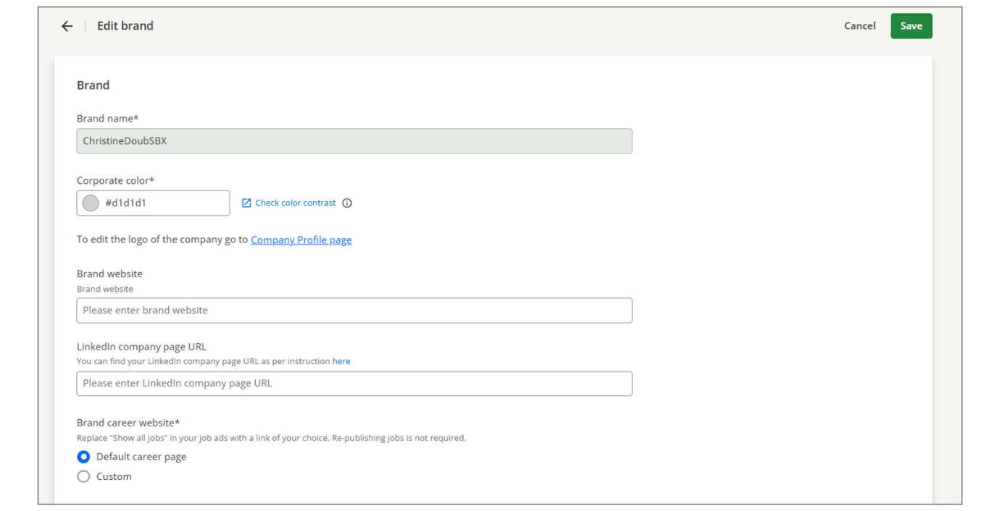 Edit brand
Cancel
Save
Brand
Brand name*
ChristineDoubSBX
Corporate color*
#d1d1d1
Check color contrast
To edit the logo of the company go to Company Profile page
Brand website
Brand website
Please enter brand website
LinkedIn company page URL
You can find your LinkedIn company page URL as per instruction here
Please enter LinkedIn company page URL
Brand career website*
Replace "Show all jobs" in your job ads with a link of your choice. Re-publishing jobs is not required.
Default career page
Custom